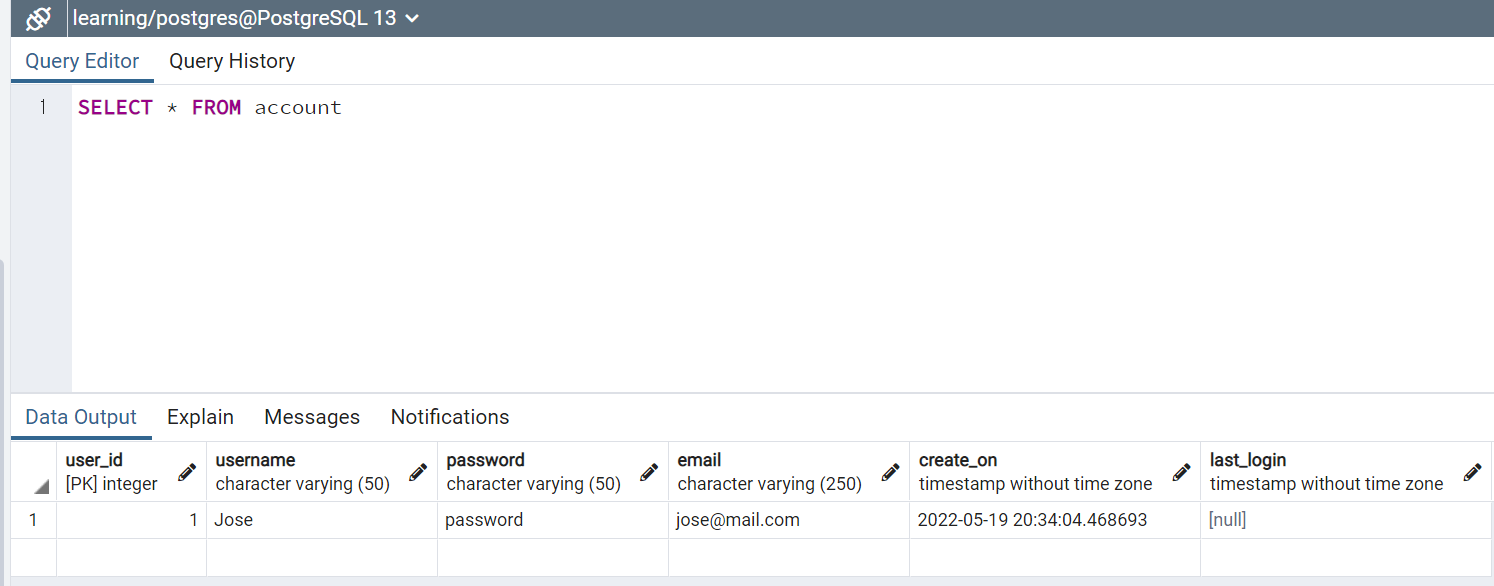 learning/postgres@PostgreSQL 13
Query Editor Query History
1 SELECT * FROM account
Data Output Explain Messages Notifications
user_id username password email create_on last_login
[PK] integer character varying (50) character varying (50) character varying (250) timestamp without time zone timestamp without time zone
1 1 Jose password jose@mail.com 2022-05-19 20:34:04.468693 [null]